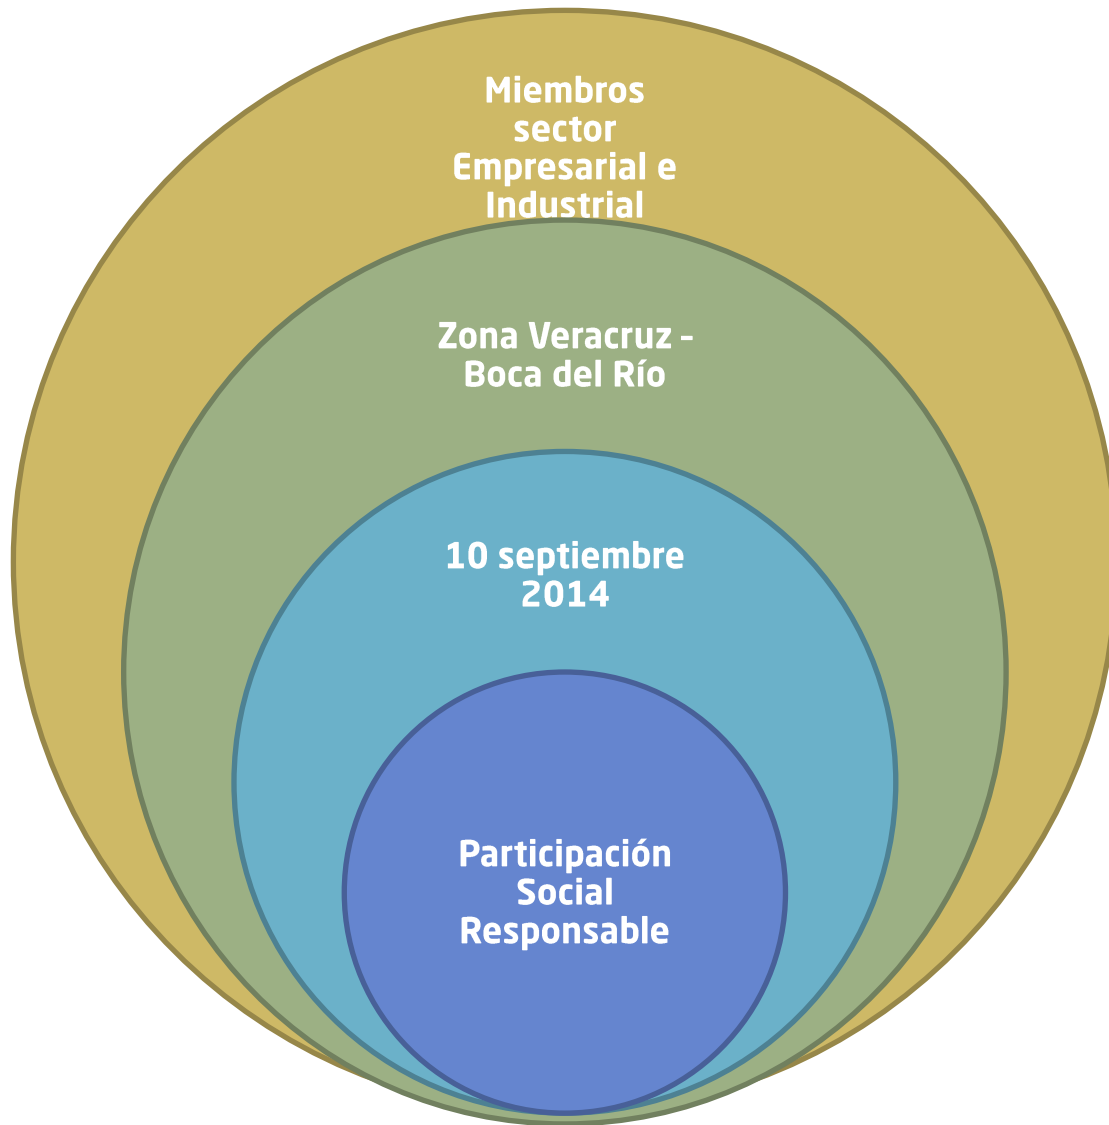 Miembros
sector
Empresarial e
Industrial
Zona Veracruz –
Boca del Río
10 septiembre
2014
Participación
Social
Responsable